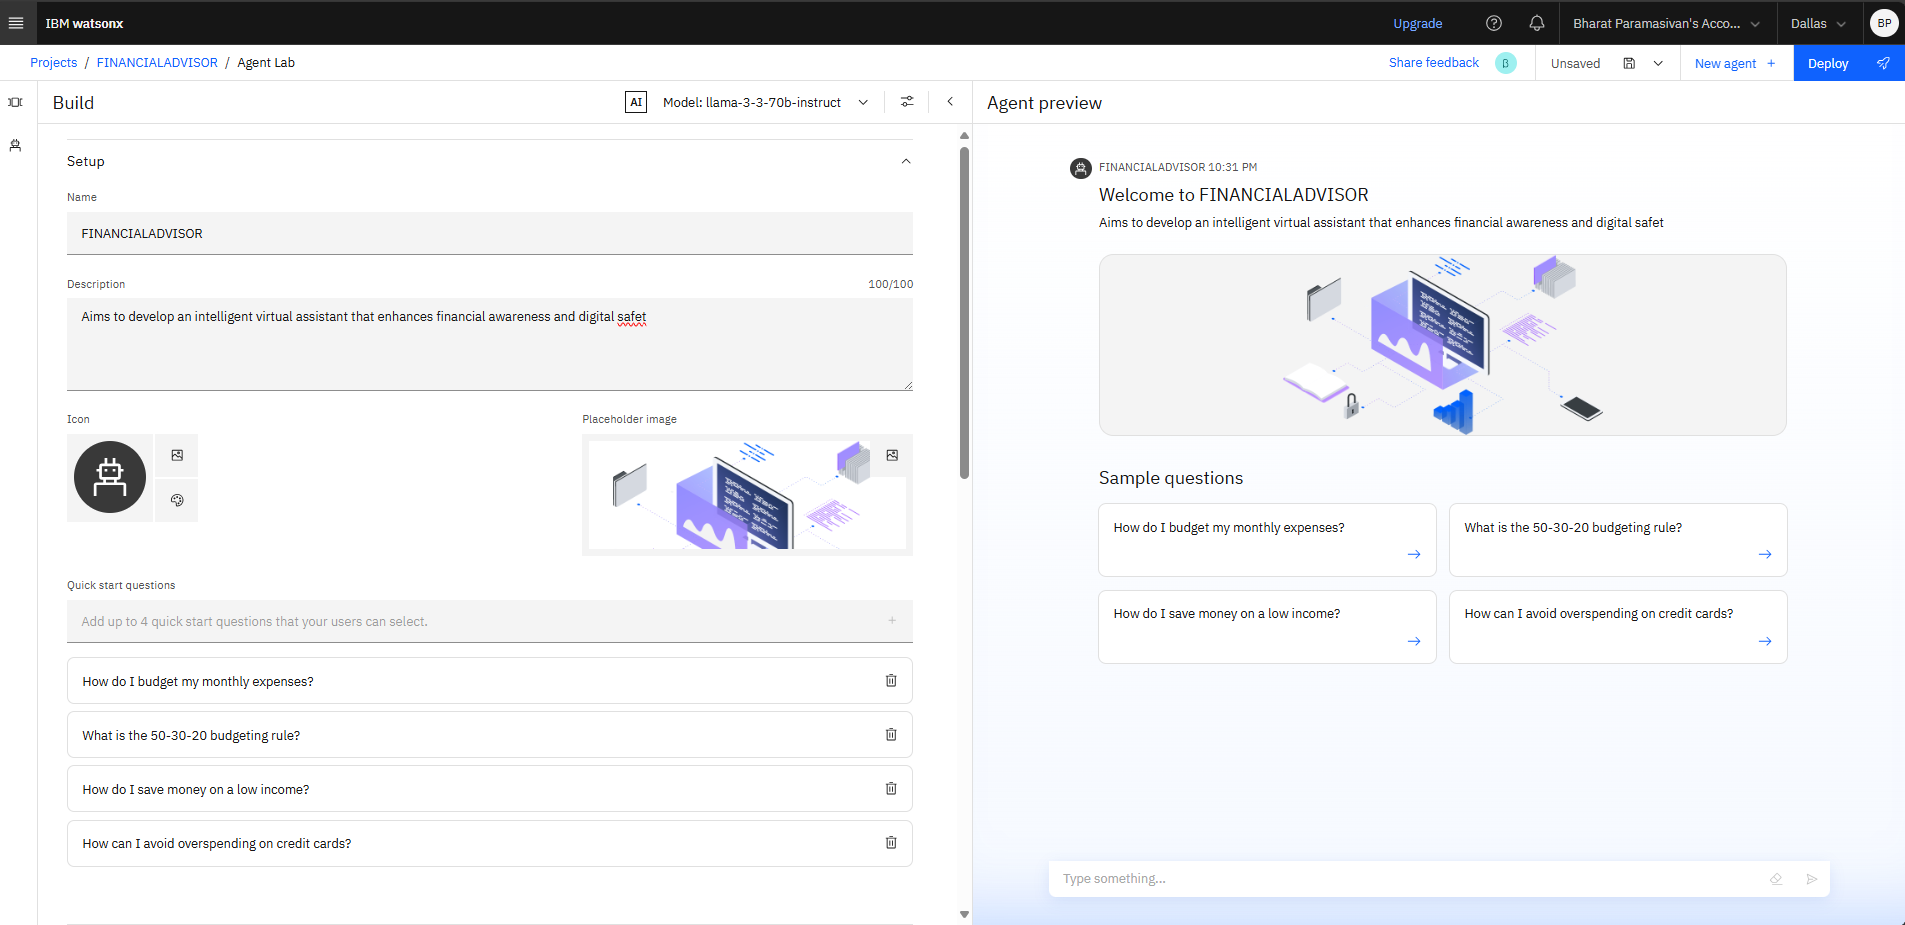 IBM watsonx
Upgrade
Bharat Paramasivan's Acco...
Dallas
BP
Projects / FINANCIALADVISOR / Agent Lab
Share feedback
β
Unsaved
New agent +
Deploy
Build
AI
Model: llama-3-3-70b-instruct
Setup
Name
FINANCIALADVISOR
Description
100/100
Aims to develop an intelligent virtual assistant that enhances financial awareness and digital safet
Icon
Placeholder image
Quick start questions
Add up to 4 quick start questions that your users can select.
How do I budget my monthly expenses?
What is the 50-30-20 budgeting rule?
How do I save money on a low income?
How can I avoid overspending on credit cards?
Agent preview
FINANCIALADVISOR 10:31 PM
Welcome to FINANCIALADVISOR
Aims to develop an intelligent virtual assistant that enhances financial awareness and digital safet
Sample questions
How do I budget my monthly expenses?
What is the 50-30-20 budgeting rule?
How do I save money on a low income?
How can I avoid overspending on credit cards?
Type something...